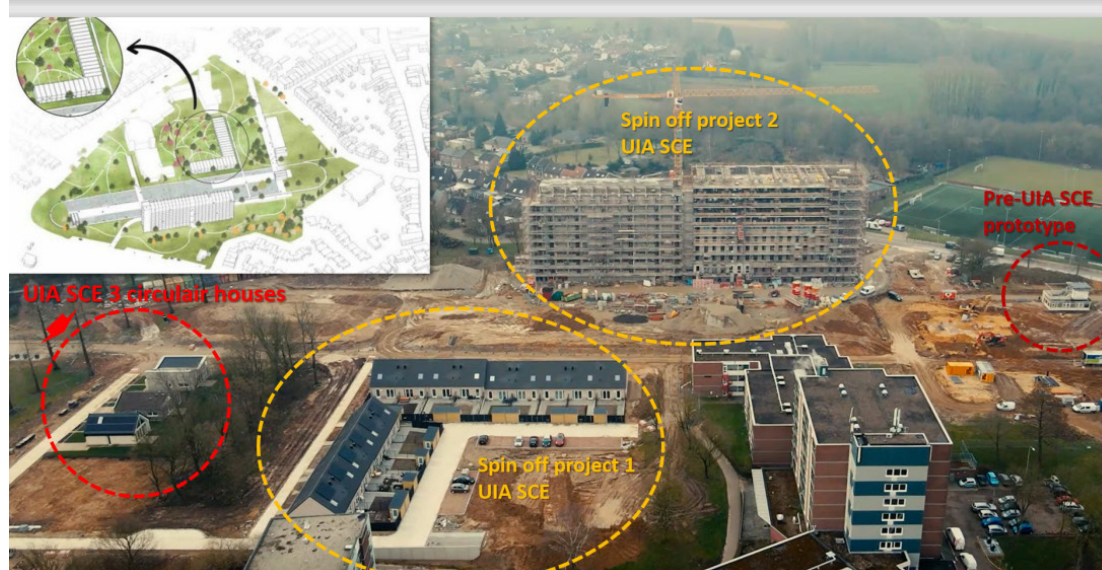 Spin off project 2
UIA SCE
Pre-UIA SCE
prototype
UIA SCE 3 circulair houses
Spin off project 1
UIA SCE